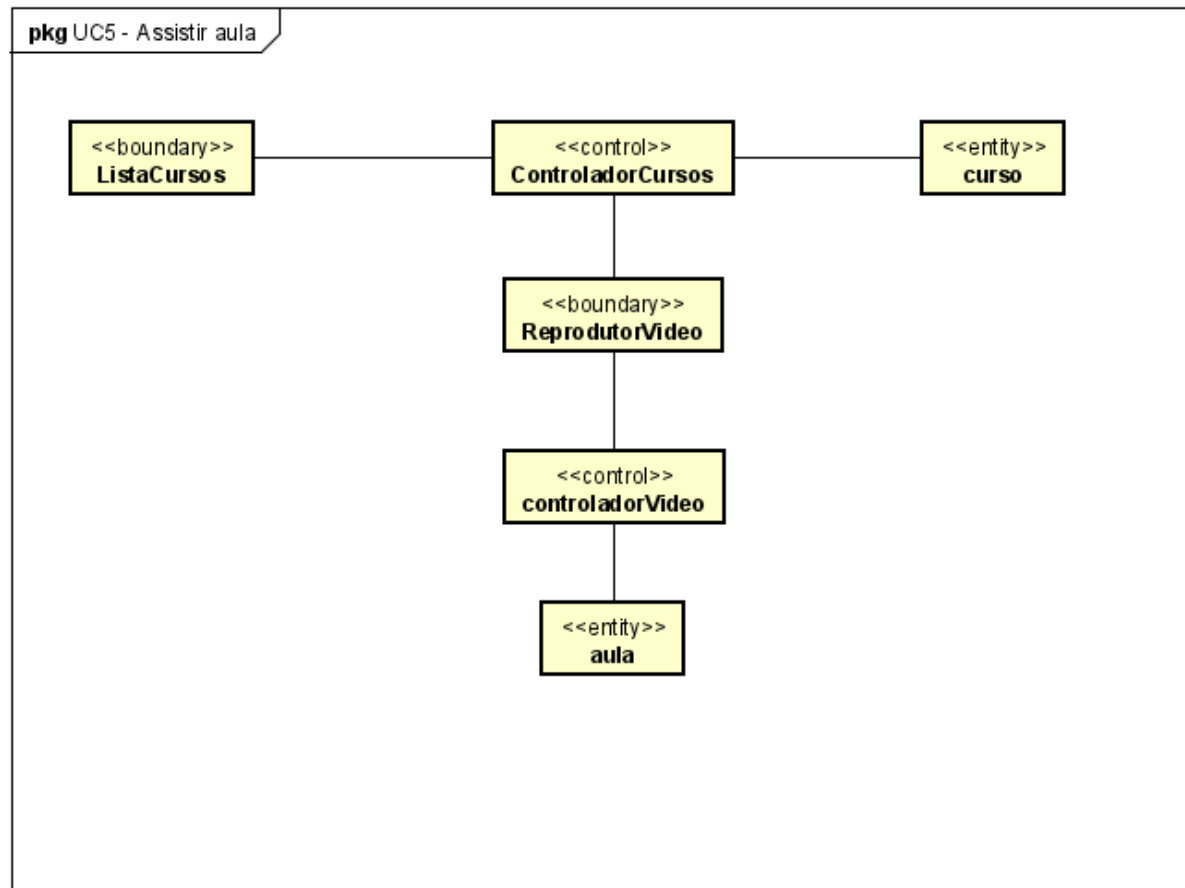 pkg UC5 - Assistir aula
<<boundary>>
ListaCursos
<<control>>
ControladorCursos
<<entity>>
curso
<<boundary>>
ReprodutorVideo
<<control>>
controladorVideo
<<entity>>
aula